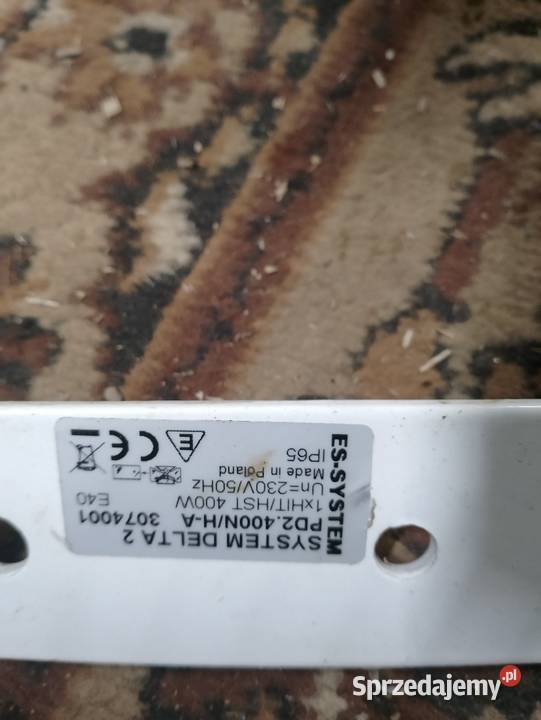 ES-SYSTEM
SYSTEM DELTA 2
PD2.400N/H-A 3074001
1xHIT/HST 400W E40
Un=230V/50Hz
Made in Poland
IP65
CE
E
Sprzedajemy.pl